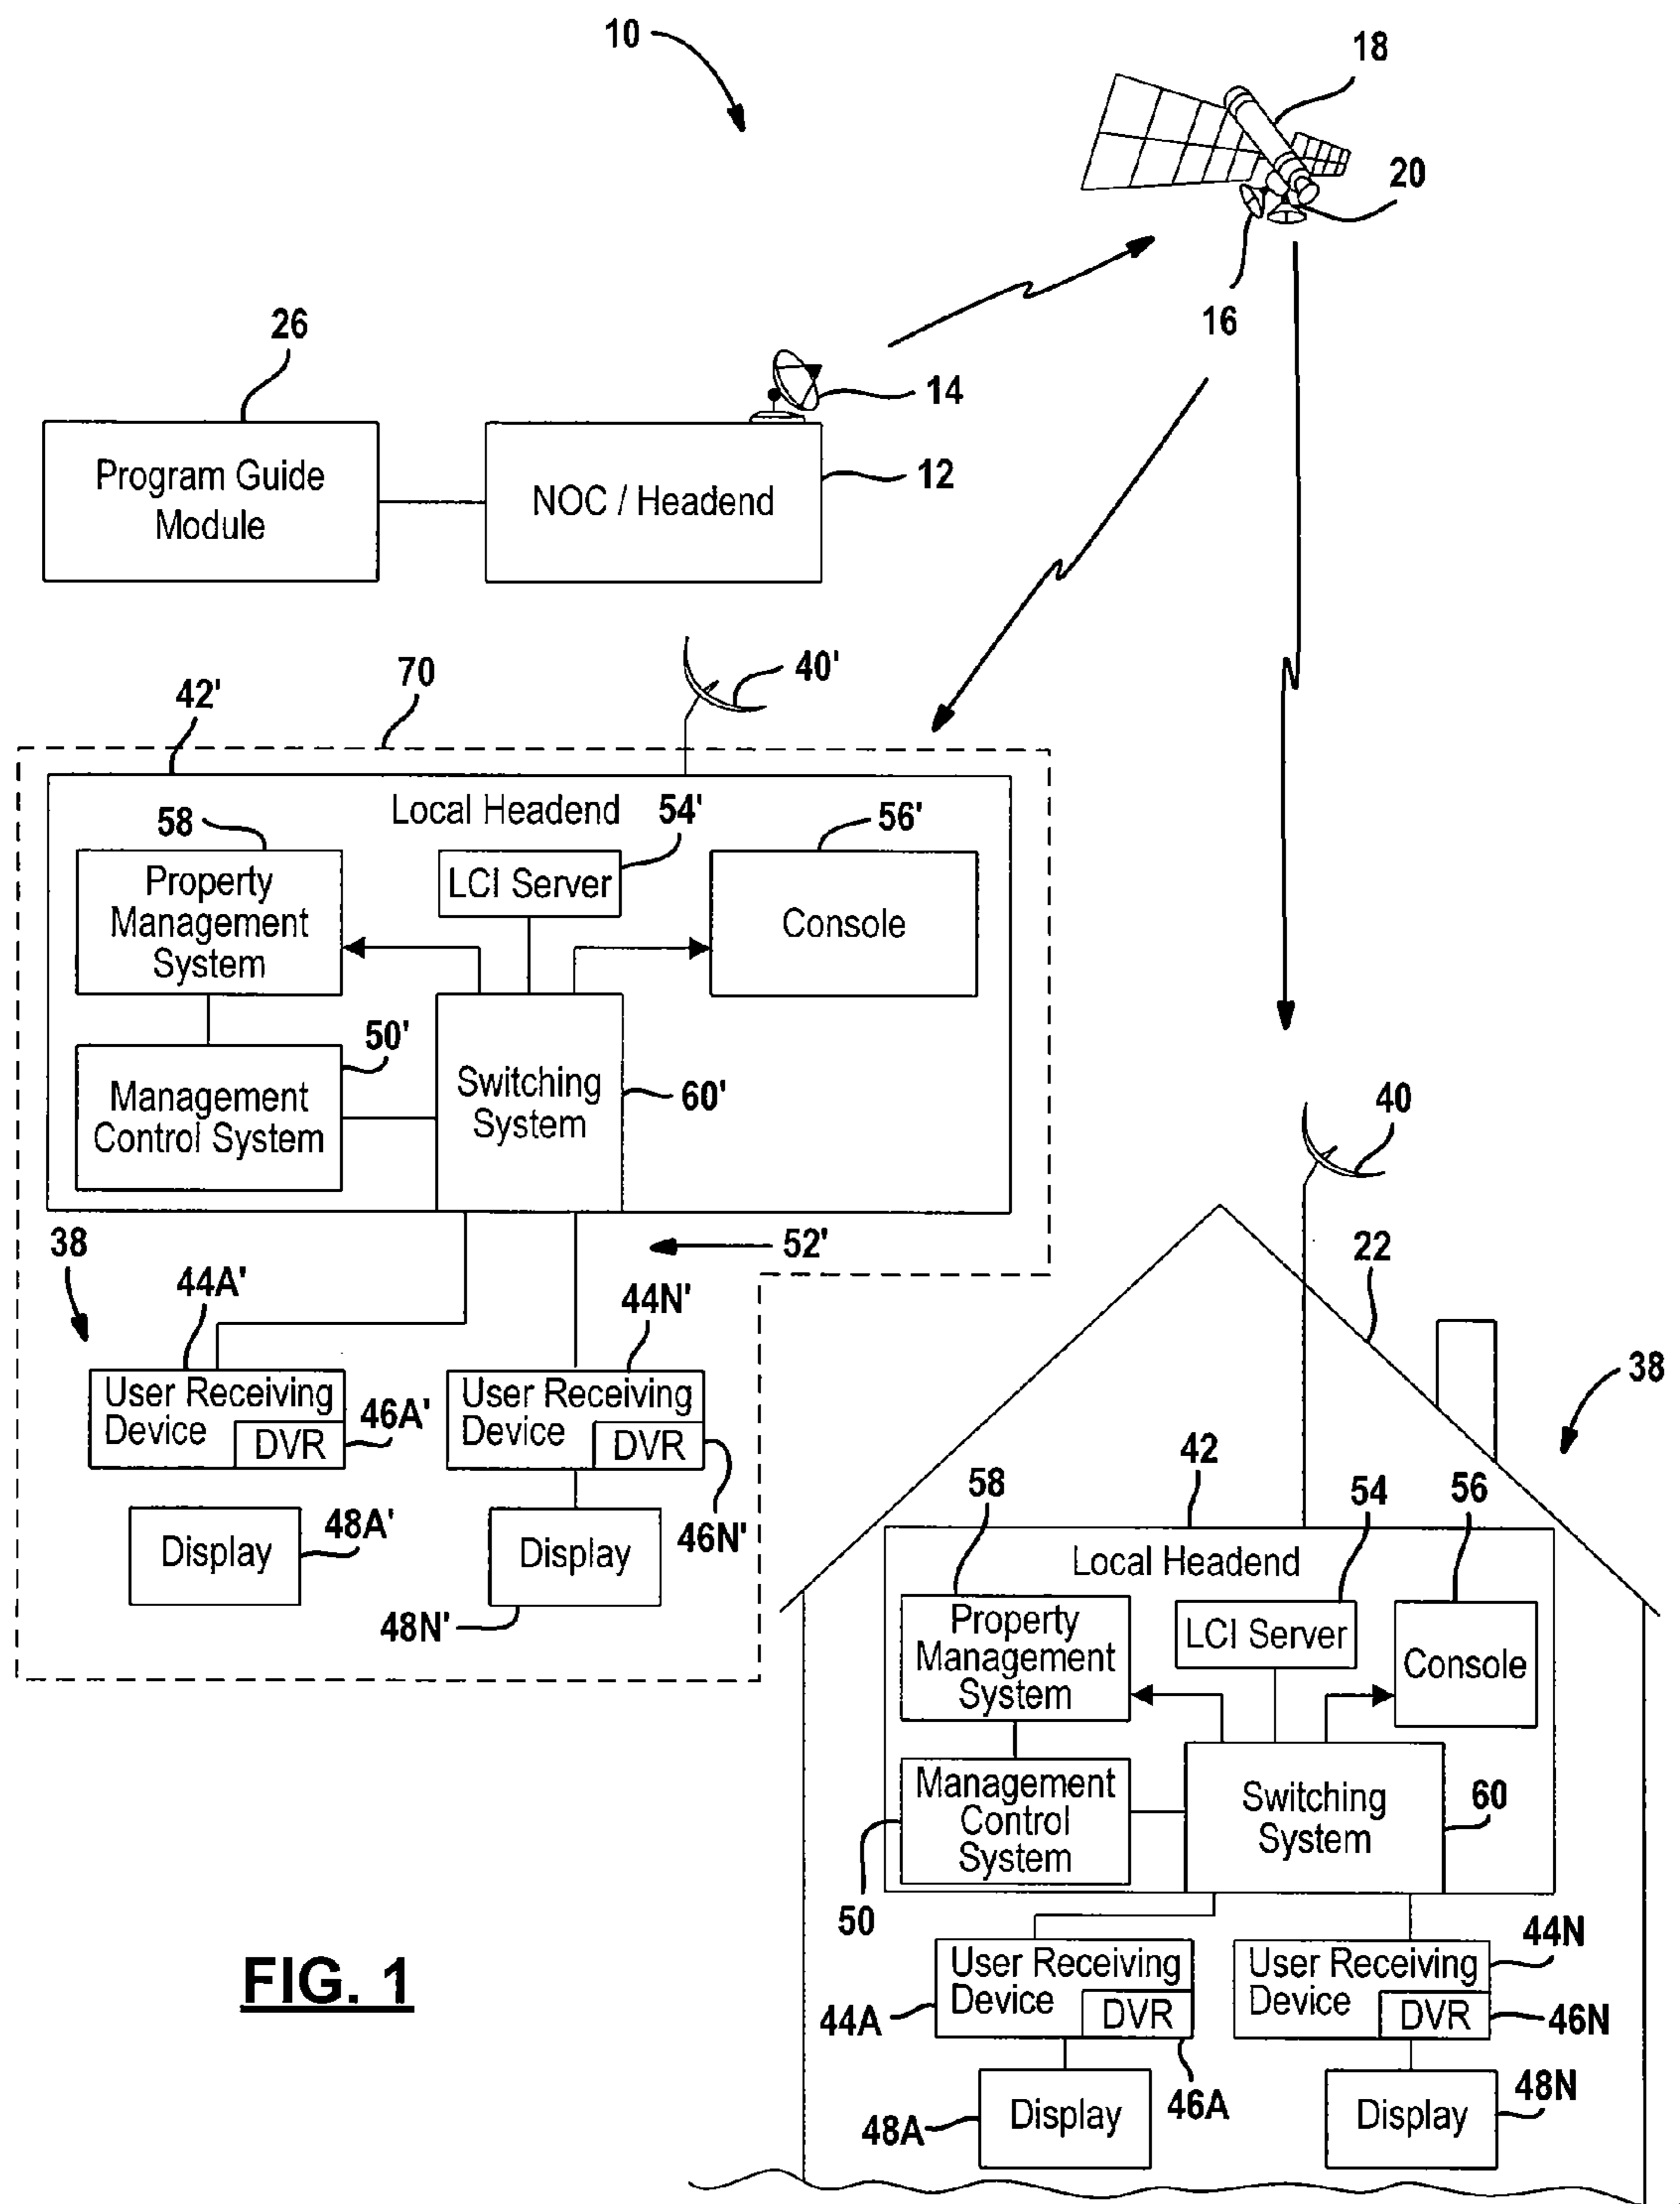 10
18
20
16
26
14
Program Guide
Module
NOC / Headend
12
40'
70
42'
Local Headend
54'
56'
58
Property
Management
System
LCI Server
Console
50'
Management
Control System
Switching
System
60'
52'
38
44A'
44N'
User Receiving
Device
DVR
46A'
User Receiving
Device
DVR
46N'
Display
48A'
Display
48N'
40
22
38
42
58
54
56
Local Headend
Property
Management
System
LCI Server
Console
Management
Control
System
Switching
System
60
50
44N
User Receiving
Device
DVR
44A
46A
User Receiving
Device
DVR
46N
Display
48A
Display
48N
FIG. 1